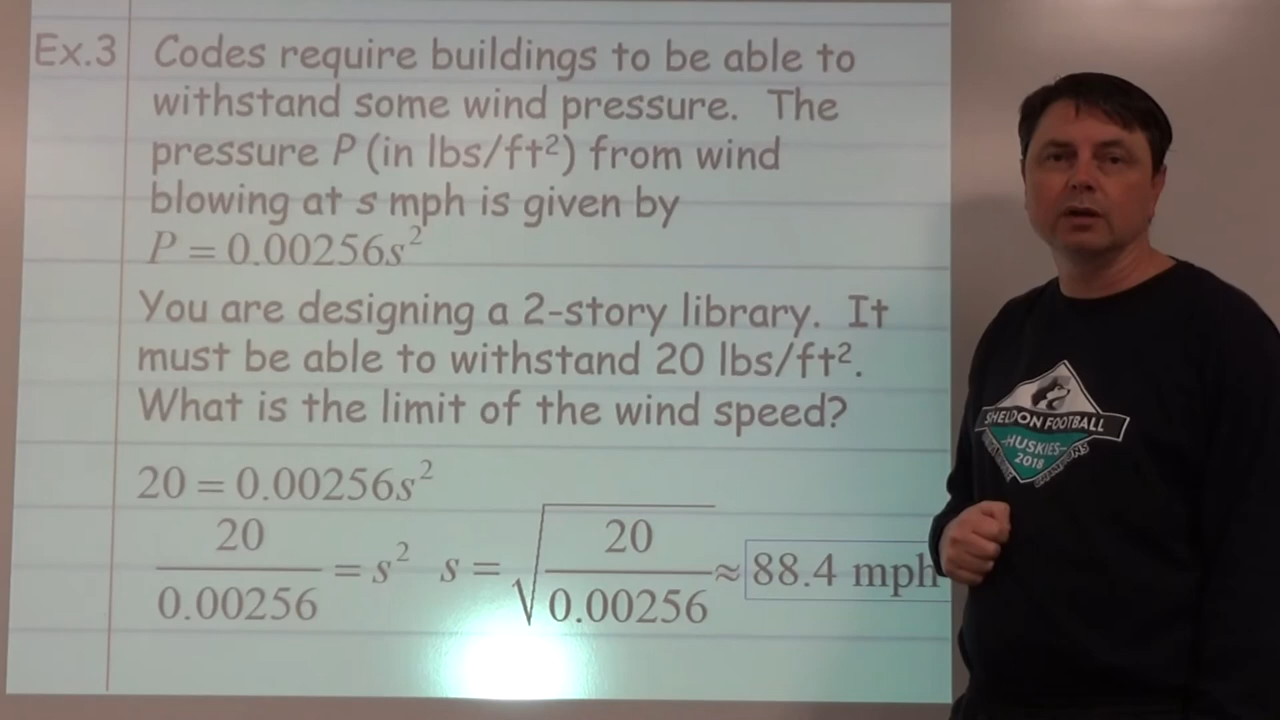 Ex.3 Codes require buildings to be able to
withstand some wind pressure. The
pressure P (in lbs/ft²) from wind
blowing at s mph is given by
P = 0.00256s²
You are designing a 2-story library. It
must be able to withstand 20 lbs/ft².
What is the limit of the wind speed?
20 = 0.00256s²
20/0.00256 = s² s = √(20/0.00256) ≈ 88.4 mph
SHELDON FOOTBALL
HUSKIES
2018